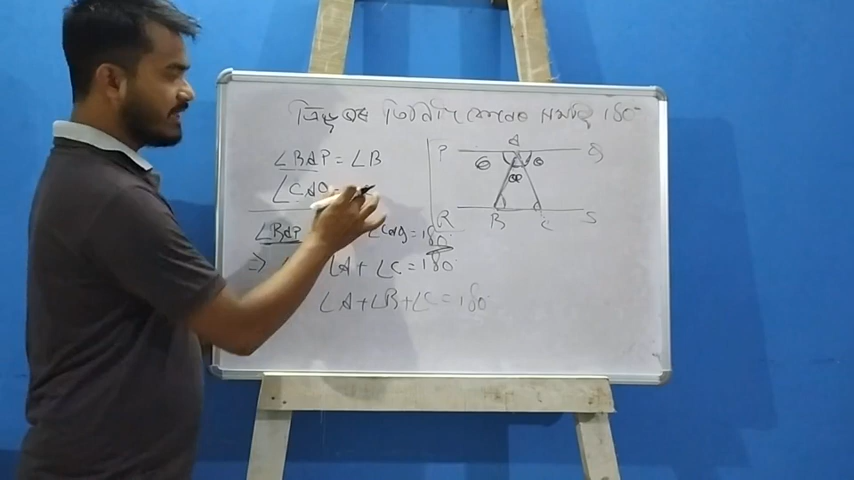 ত্রিভুজের তিনটি কোণের সমষ্টি 180°
∠BAP = ∠B
∠CAQ =
∠BAP ∠CAQ = 180°
⇒ ∠A + ∠C = 180°
∠A + ∠B + ∠C = 180°
A
P Q
R B C S